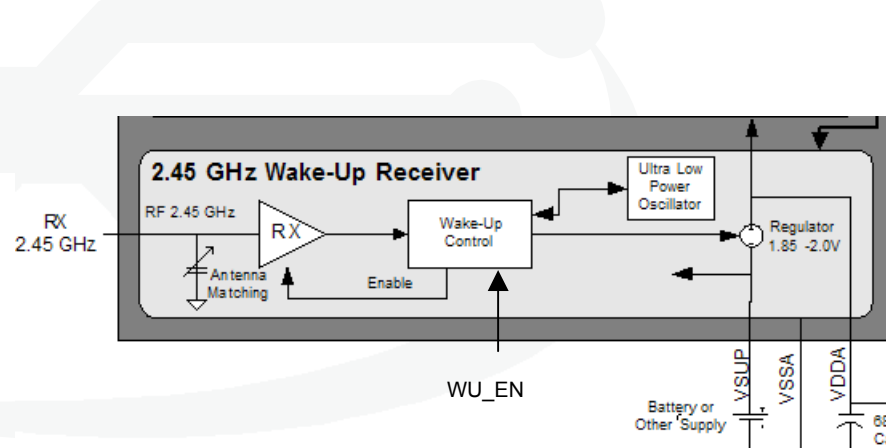 2.45 GHz Wake-Up Receiver
Ultra Low
Power
Oscillator
RX
2.45 GHz
RF 2.45 GHz
RX
Wake-Up
Control
Regulator
1.85 -2.0V
Antenna
Matching
Enable
WU_EN
VSUP
VSSA
VDDA
Battery or
Other Supply
68